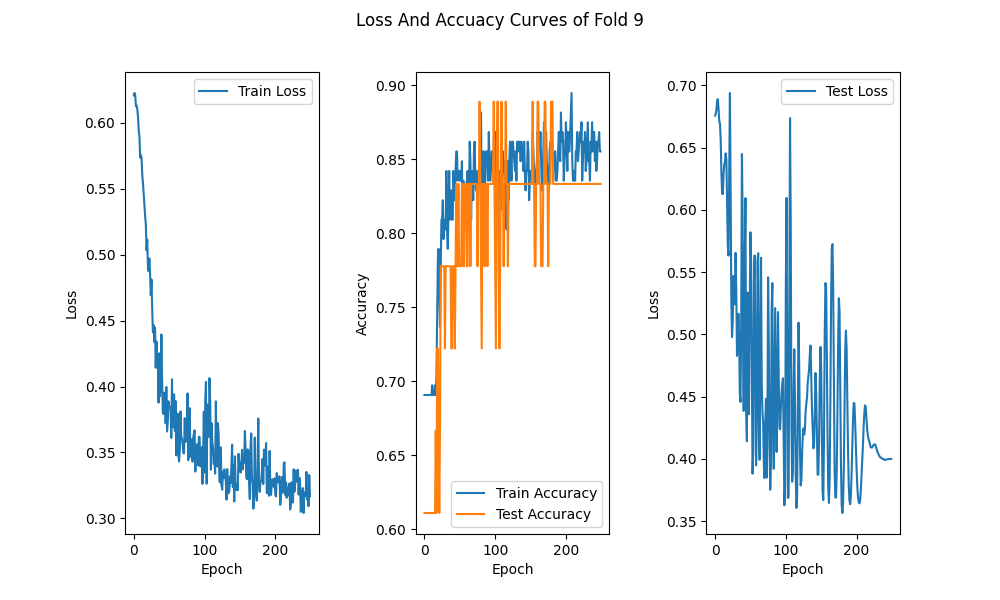 Loss And Accuacy Curves of Fold 9
Train Loss
0.60
0.55
0.50
0.45
0.40
0.35
0.30
Loss
0 100 200
Epoch
0.90
0.85
0.80
0.75
0.70
0.65
0.60
Accuracy
Train Accuracy
Test Accuracy
0 100 200
Epoch
Test Loss
0.70
0.65
0.60
0.55
0.50
0.45
0.40
0.35
Loss
0 100 200
Epoch